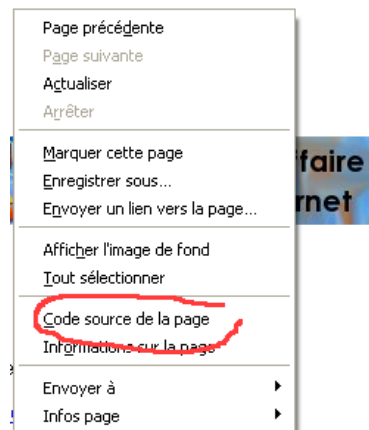 Page précédente
Page suivante
Actualiser
Arrêter
Marquer cette page
Enregistrer sous...
Envoyer un lien vers la page...
Afficher l'image de fond
Tout sélectionner
Code source de la page
Informations sur la page
Envoyer à
Infos page
ffaire
rnet